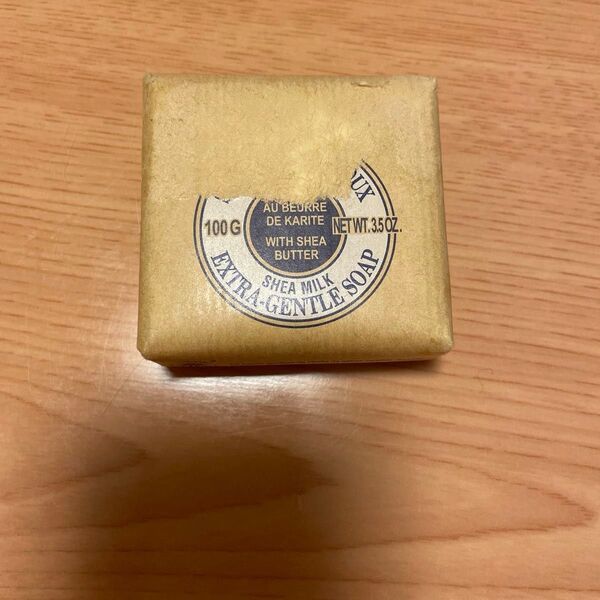 AU BEURRE
DE KARITE
WITH SHEA
BUTTER
100 G
NET WT. 3.5 OZ.
SHEA MILK
EXTRA-GENTLE SOAP